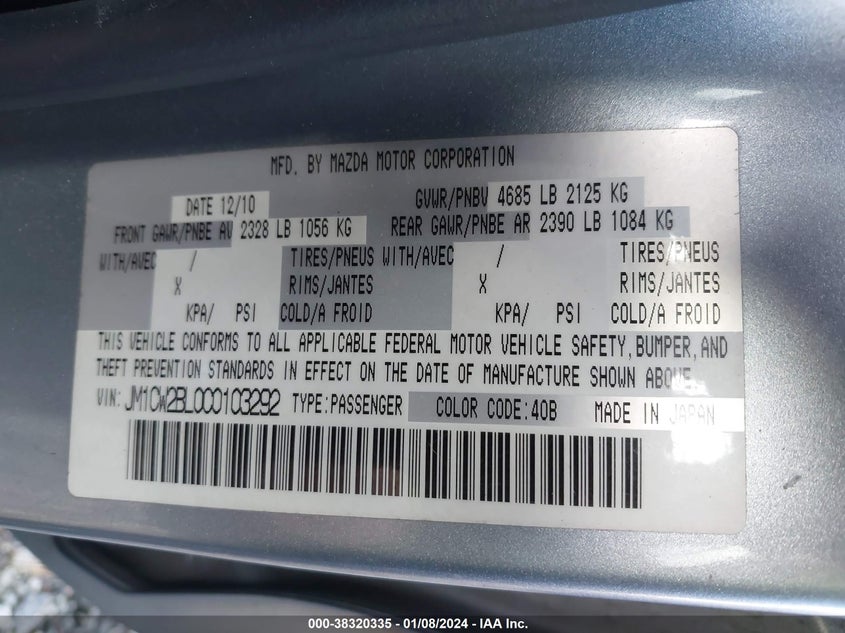 MFD. BY MAZDA MOTOR CORPORATION
DATE 12/10 GVWR/PNBV 4685 LB 2125 KG
FRONT GAWR/PNBE AV 2328 LB 1056 KG REAR GAWR/PNBE AR 2390 LB 1084 KG
WITH/AVEC / TIRES/PNEUS WITH/AVEC / TIRES/PNEUS
X RIMS/JANTES X RIMS/JANTES
KPA/ PSI COLD/A FROID KPA/ PSI COLD/A FROID
THIS VEHICLE CONFORMS TO ALL APPLICABLE FEDERAL MOTOR VEHICLE SAFETY, BUMPER, AND
THEFT PREVENTION STANDARDS IN EFFECT ON THE DATE OF MANUFACTURE SHOWN ABOVE.
VIN: JM1CW2BL0C0103292 TYPE:PASSENGER COLOR CODE:40B MADE IN JAPAN
000-38320335 - 01/08/2024 - IAA Inc.